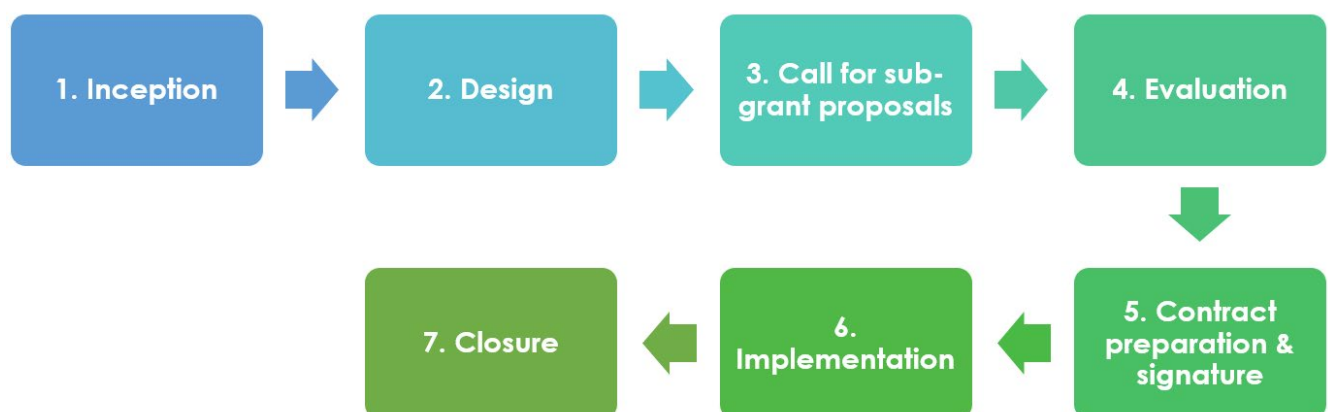 1. Inception
2. Design
3. Call for sub-
grant proposals
4. Evaluation
5. Contract
preparation &
signature
6.
Implementation
7. Closure